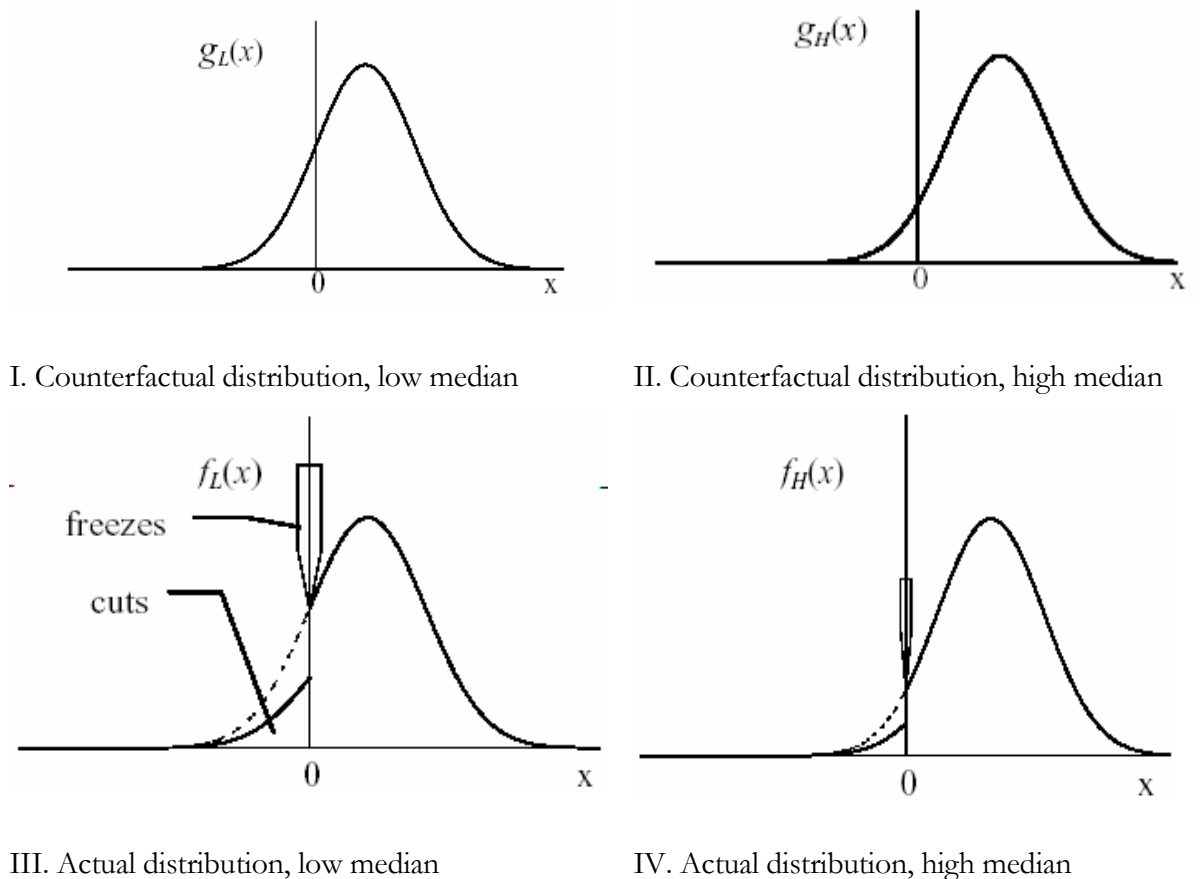 g_L(x) g_H(x)
0 x 0 x
I. Counterfactual distribution, low median II. Counterfactual distribution, high median
f_L(x) f_H(x)
freezes
cuts
0 x 0 x
III. Actual distribution, low median IV. Actual distribution, high median